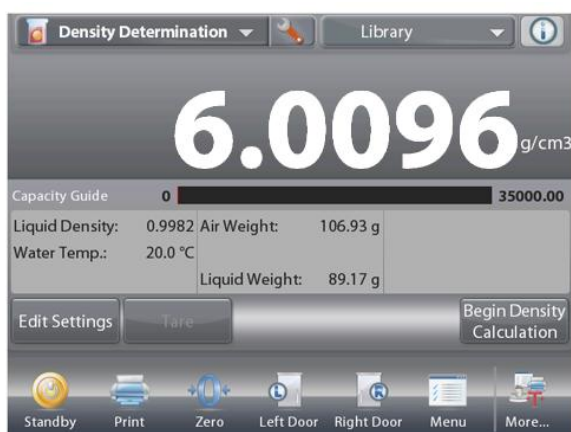 Density Determination Library
6.0096 g/cm3
Capacity Guide 0 35000.00
Liquid Density: 0.9982 Air Weight: 106.93 g
Water Temp.: 20.0 °C
Liquid Weight: 89.17 g
Edit Settings Tare Begin Density
Calculation
Standby Print Zero Left Door Right Door Menu More...